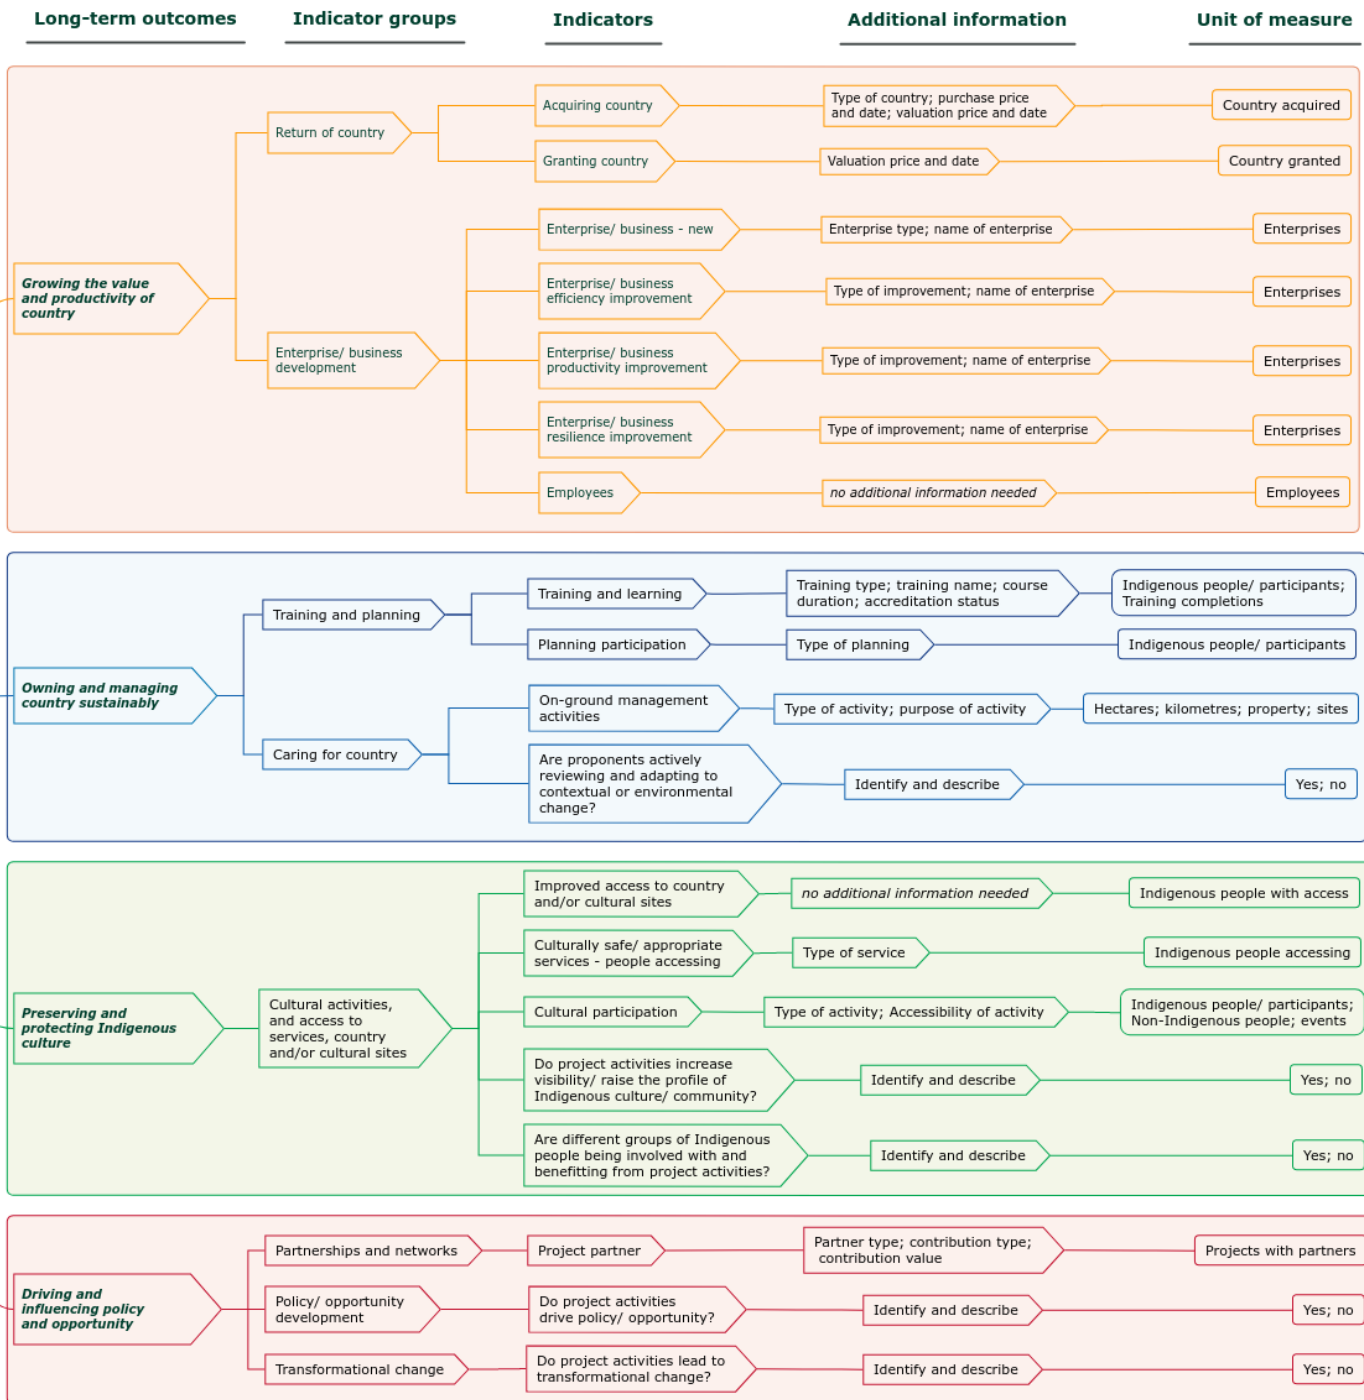 Long-term outcomes
Indicator groups
Indicators
Additional information
Unit of measure
Growing the value
and productivity of
country
Return of country
Acquiring country
Type of country; purchase price
and date; valuation price and date
Country acquired
Granting country
Valuation price and date
Country granted
Enterprise/ business
development
Enterprise/ business - new
Enterprise type; name of enterprise
Enterprises
Enterprise/ business
efficiency improvement
Type of improvement; name of enterprise
Enterprises
Enterprise/ business
productivity improvement
Type of improvement; name of enterprise
Enterprises
Enterprise/ business
resilience improvement
Type of improvement; name of enterprise
Enterprises
Employees
no additional information needed
Employees
Owning and managing
country sustainably
Training and planning
Training and learning
Training type; training name; course
duration; accreditation status
Indigenous people/ participants;
Training completions
Planning participation
Type of planning
Indigenous people/ participants
Caring for country
On-ground management
activities
Type of activity; purpose of activity
Hectares; kilometres; property; sites
Are proponents actively
reviewing and adapting to
contextual or environmental
change?
Identify and describe
Yes; no
Preserving and
protecting Indigenous
culture
Cultural activities,
and access to
services, country
and/or cultural sites
Improved access to country
and/or cultural sites
no additional information needed
Indigenous people with access
Culturally safe/ appropriate
services - people accessing
Type of service
Indigenous people accessing
Cultural participation
Type of activity; Accessibility of activity
Indigenous people/ participants;
Non-Indigenous people; events
Do project activities increase
visibility/ raise the profile of
Indigenous culture/ community?
Identify and describe
Yes; no
Are different groups of Indigenous
people being involved with and
benefitting from project activities?
Identify and describe
Yes; no
Driving and
influencing policy
and opportunity
Partnerships and networks
Project partner
Partner type; contribution type;
contribution value
Projects with partners
Policy/ opportunity
development
Do project activities
drive policy/ opportunity?
Identify and describe
Yes; no
Transformational change
Do project activities lead to
transformational change?
Identify and describe
Yes; no